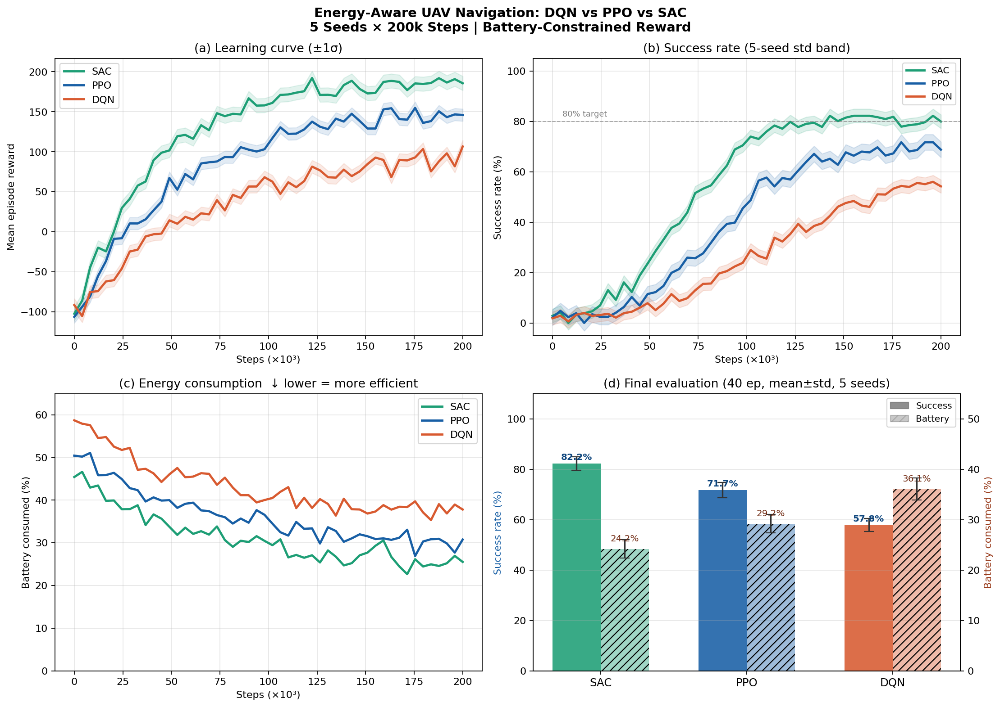 Energy-Aware UAV Navigation: DQN vs PPO vs SAC
5 Seeds × 200k Steps | Battery-Constrained Reward
(a) Learning curve (±1σ)
SAC
PPO
DQN
Mean episode reward
200
150
100
50
0
−50
−100
0 25 50 75 100 125 150 175 200
Steps (×10³)
(b) Success rate (5-seed std band)
SAC
PPO
DQN
80% target
Success rate (%)
100
80
60
40
20
0
0 25 50 75 100 125 150 175 200
Steps (×10³)
(c) Energy consumption ↓ lower = more efficient
SAC
PPO
DQN
Battery consumed (%)
60
50
40
30
20
10
0
0 25 50 75 100 125 150 175 200
Steps (×10³)
(d) Final evaluation (40 ep, mean±std, 5 seeds)
Success
Battery
Success rate (%)
100
80
60
40
20
0
82.2%
24.2%
71.7%
29.2%
57.8%
36.1%
SAC PPO DQN
50
40
30
20
10
0
Battery consumed (%)